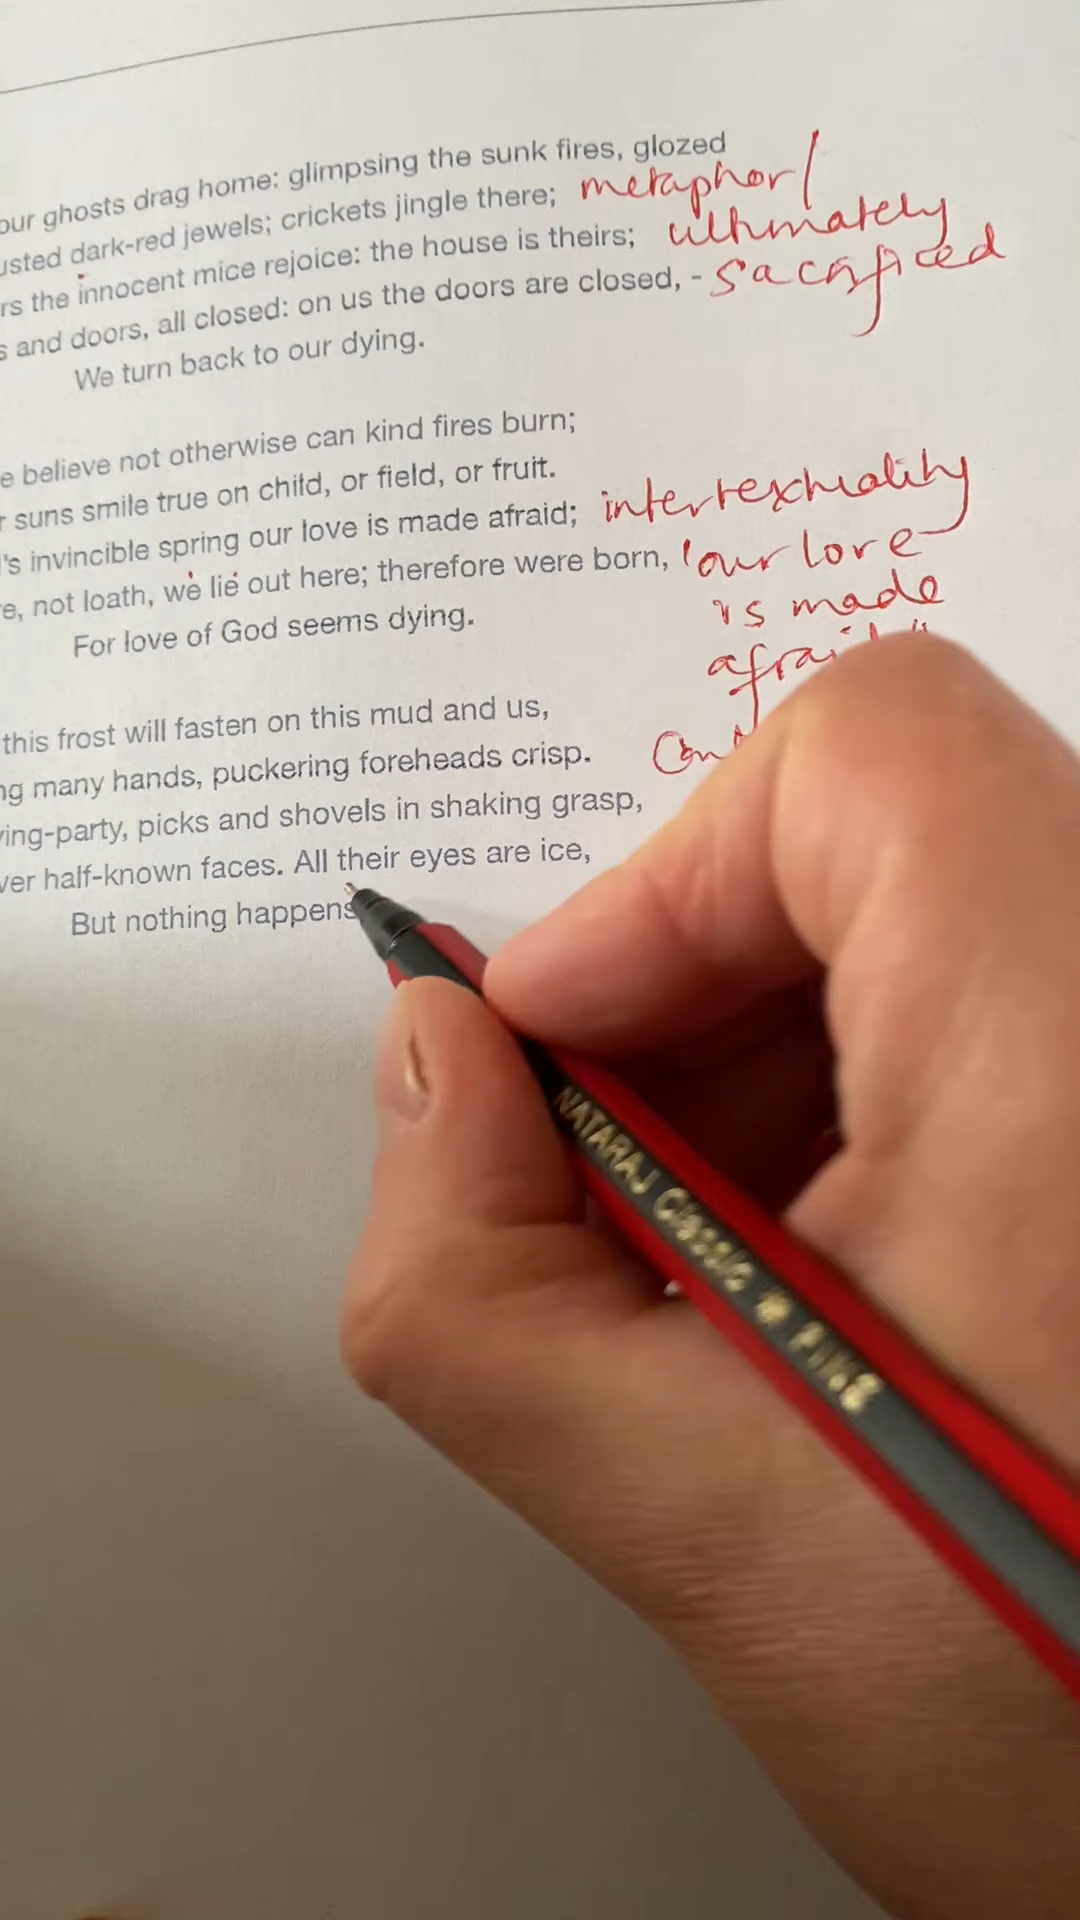 our ghosts drag home: glimpsing the sunk fires, glozed
usted dark-red jewels; crickets jingle there; metaphor/
rs the innocent mice rejoice: the house is theirs; ultimately
s and doors, all closed: on us the doors are closed, - sacrificed
We turn back to our dying.
e believe not otherwise can kind fires burn;
r suns smile true on child, or field, or fruit.
's invincible spring our love is made afraid; intertextuality
e, not loath, we lie out here; therefore were born, 'our love
is made
For love of God seems dying.
afraid"
this frost will fasten on this mud and us,
ng many hands, puckering foreheads crisp.
ying-party, picks and shovels in shaking grasp,
ver half-known faces. All their eyes are ice,
But nothing happens
NATARAJ Classic FINE